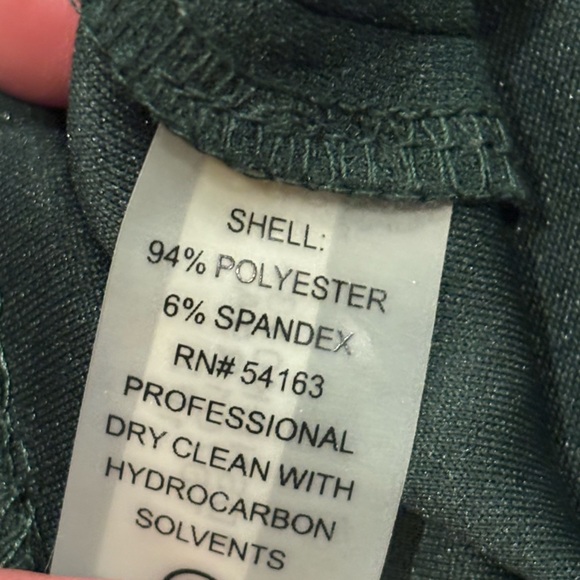 SHELL:
94% POLYESTER
6% SPANDEX
RN# 54163
PROFESSIONAL
DRY CLEAN WITH
HYDROCARBON
SOLVENTS